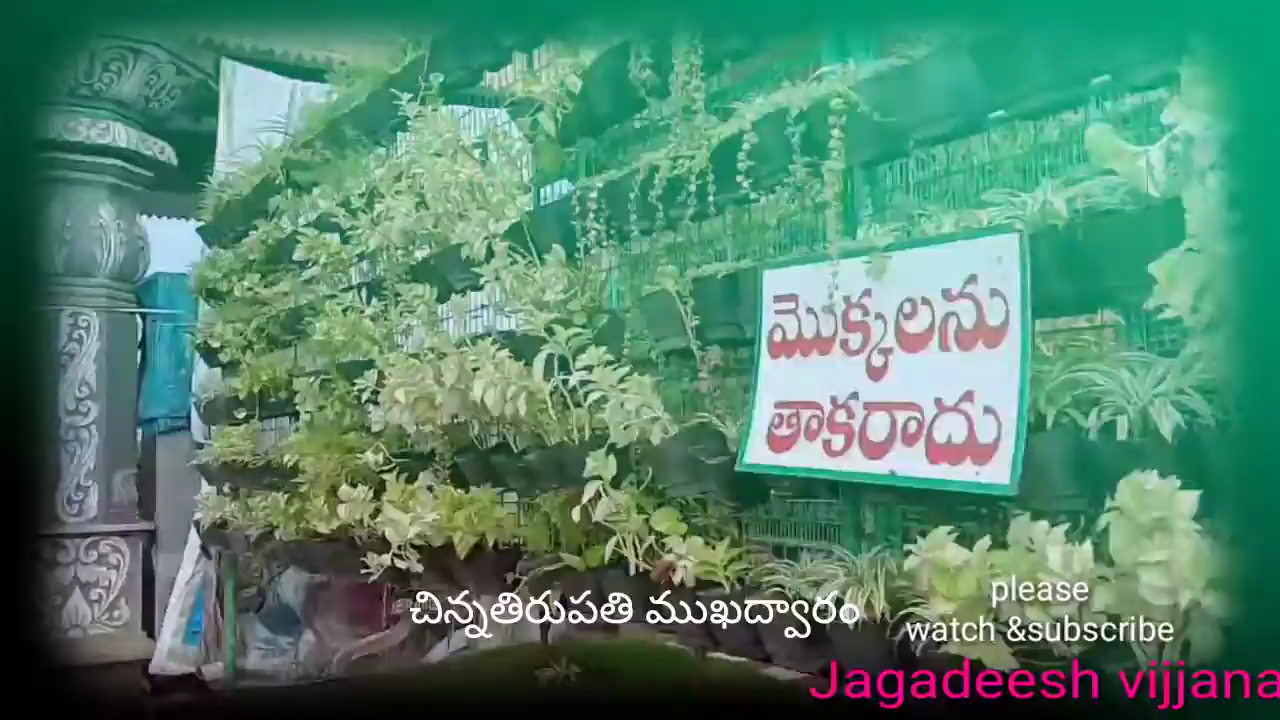 మొక్కలను
తాకరాదు
చిన్నతిరుపతి ముఖద్వారం
please
watch &subscribe
Jagadeesh vijjana